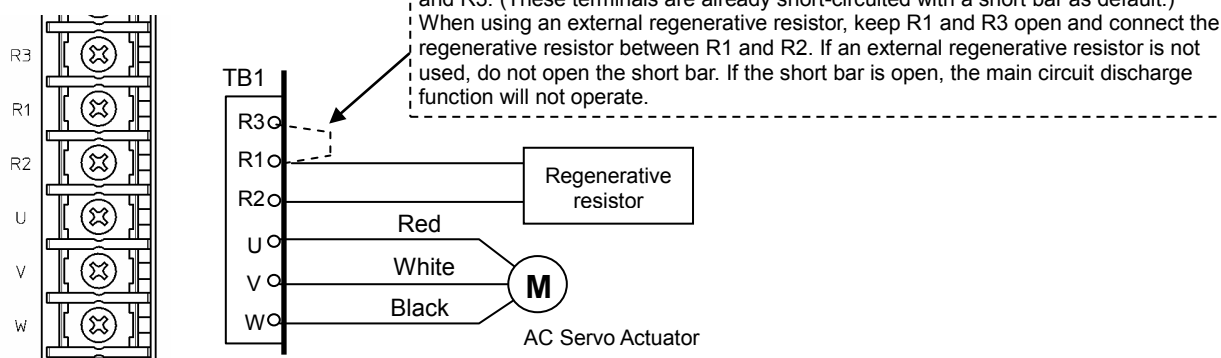 and R3. (These terminals are already short-circuited with a short bar as default.)
When using an external regenerative resistor, keep R1 and R3 open and connect the
regenerative resistor between R1 and R2. If an external regenerative resistor is not
used, do not open the short bar. If the short bar is open, the main circuit discharge
function will not operate.
R3
R1
R2
U
V
W
TB1
R3
R1
R2
U
V
W
Regenerative
resistor
Red
White
Black
M
AC Servo Actuator